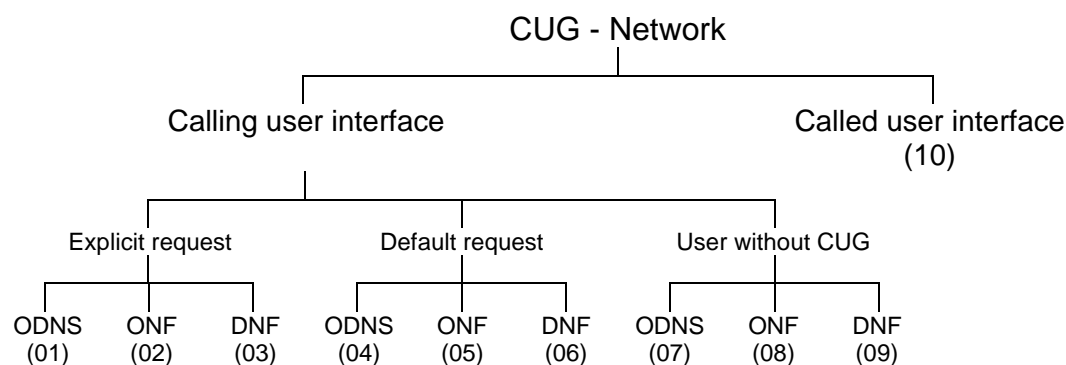 CUG - Network
Calling user interface
Called user interface
(10)
Explicit request
Default request
User without CUG
ODNS ONF DNF ODNS ONF DNF ODNS ONF DNF
(01) (02) (03) (04) (05) (06) (07) (08) (09)